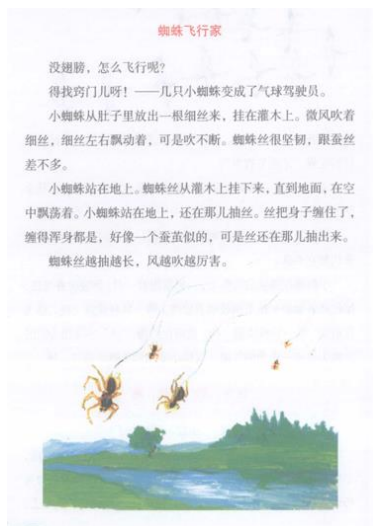 蜘蛛飞行家
没翅膀，怎么飞行呢？
得找窍门儿呀！——几只小蜘蛛变成了气球驾驶员。
小蜘蛛从肚子里放出一根细丝来，挂在灌木上。微风吹着
细丝，细丝左右飘动着，可是吹不断。蜘蛛丝很坚韧，跟蚕丝
差不多。
小蜘蛛站在地上。蜘蛛丝从灌木上挂下来，直到地面，在空
中飘荡着。小蜘蛛站在地上，还在那儿抽丝。丝把身子缠住了，
缠得浑身都是，好像一个蚕茧似的，可是丝还在那儿抽出来。
蜘蛛丝越抽越长，风越吹越厉害。